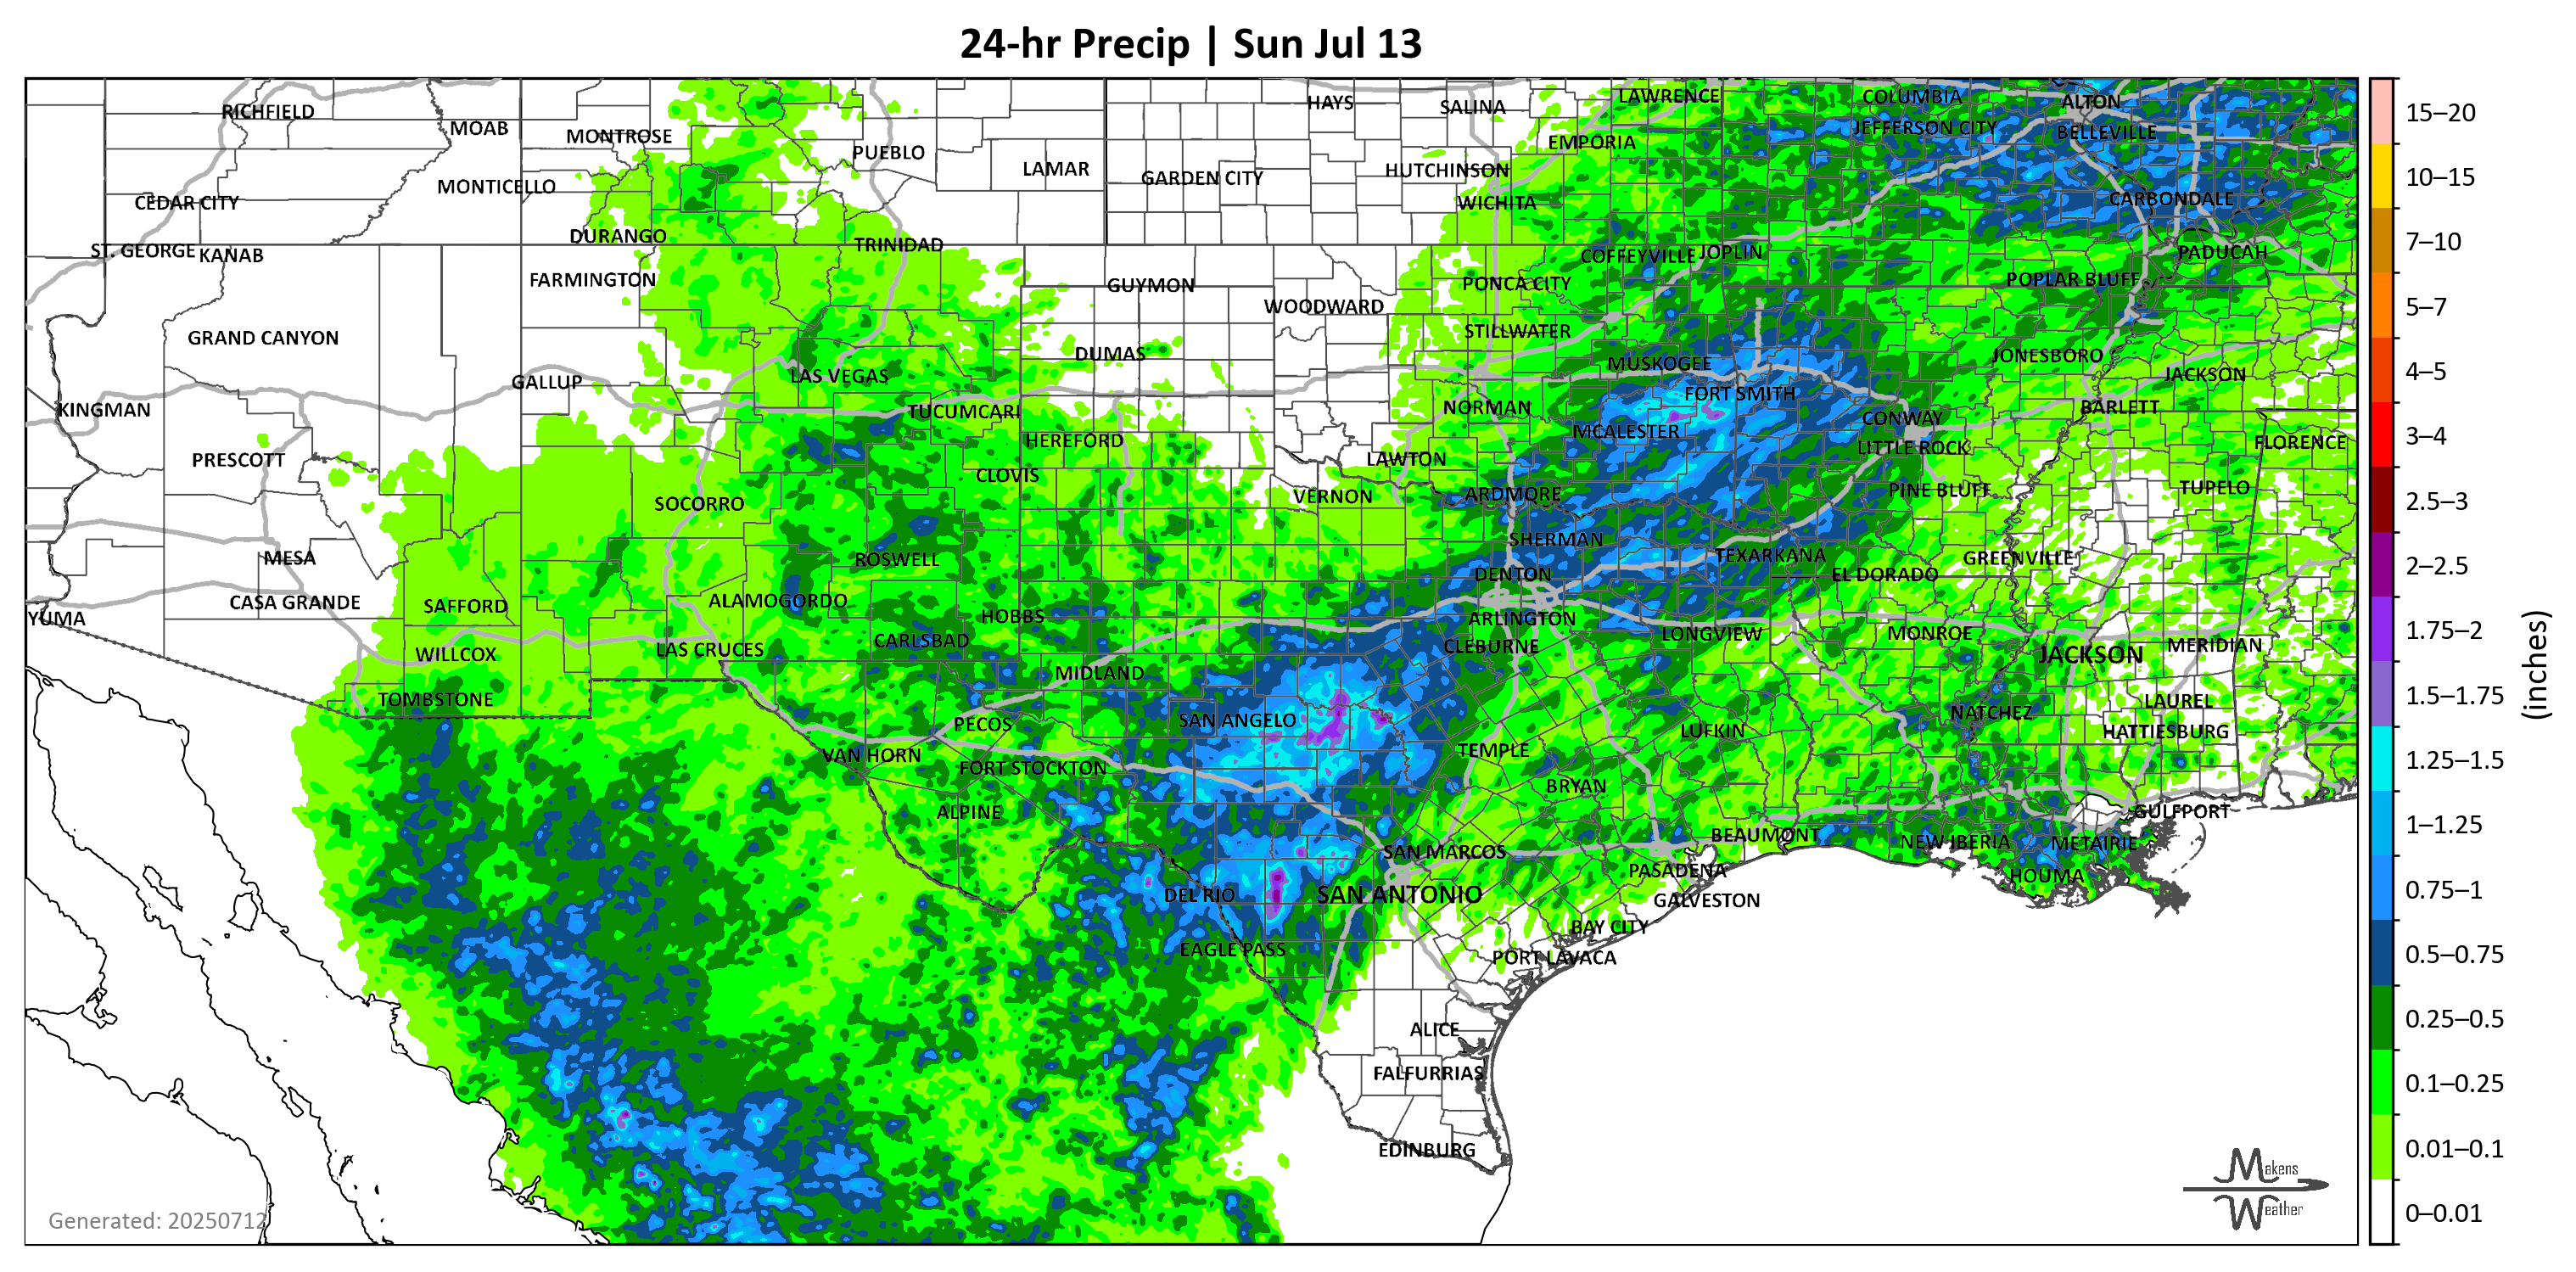 24-hr Precip | Sun Jul 13
RICHFIELD
MOAB
MONTROSE
PUEBLO
LAMAR
HAYS
SALINA
LAWRENCE
COLUMBIA
ALTON
EMPORIA
JEFFERSON CITY
BELLEVILLE
CEDAR CITY
MONTICELLO
GARDEN CITY
HUTCHINSON
WICHITA
CARBONDALE
ST. GEORGE
KANAB
DURANGO
TRINIDAD
COFFEYVILLE
JOPLIN
PADUCAH
FARMINGTON
GUYMON
WOODWARD
PONCA CITY
POPLAR BLUFF
GRAND CANYON
DUMAS
STILLWATER
JONESBORO
GALLUP
LAS VEGAS
MUSKOGEE
JACKSON
KINGMAN
TUCUMCARI
NORMAN
FORT SMITH
CONWAY
BARLETT
PRESCOTT
HEREFORD
MCALESTER
LITTLE ROCK
FLORENCE
CLOVIS
LAWTON
SOCORRO
VERNON
ARDMORE
PINE BLUFF
TUPELO
MESA
ROSWELL
SHERMAN
TEXARKANA
GREENVILLE
DENTON
EL DORADO
YUMA
CASA GRANDE
SAFFORD
ALAMOGORDO
HOBBS
ARLINGTON
WILLCOX
LAS CRUCES
CARLSBAD
CLEBURNE
LONGVIEW
MONROE
JACKSON
MERIDIAN
TOMBSTONE
MIDLAND
LAUREL
PECOS
SAN ANGELO
NATCHEZ
VAN HORN
FORT STOCKTON
TEMPLE
LUFKIN
HATTIESBURG
ALPINE
BRYAN
GULFPORT
SAN MARCOS
BEAUMONT
NEW IBERIA
METAIRIE
DEL RIO
SAN ANTONIO
PASADENA
HOUMA
GALVESTON
EAGLE PASS
BAY CITY
PORT LAVACA
ALICE
FALFURRIAS
EDINBURG
Generated: 20250712
Makens
Weather
15–20
10–15
7–10
5–7
4–5
3–4
2.5–3
2–2.5
1.75–2
1.5–1.75
1.25–1.5
1–1.25
0.75–1
0.5–0.75
0.25–0.5
0.1–0.25
0.01–0.1
0–0.01
(inches)